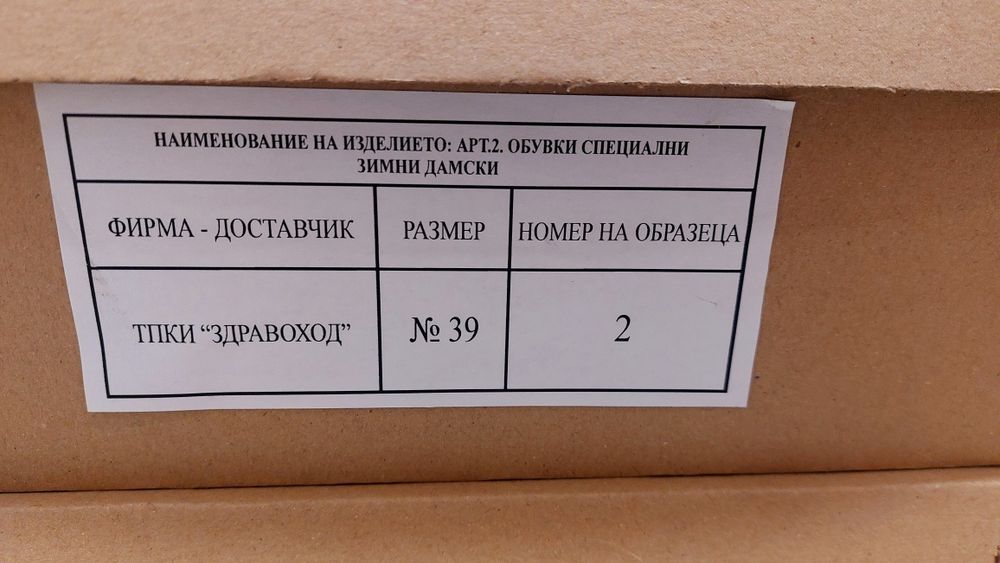 НАИМЕНОВАНИЕ НА ИЗДЕЛИЕТО: АРТ.2. ОБУВКИ СПЕЦИАЛНИ
ЗИМНИ ДАМСКИ
ФИРМА - ДОСТАВЧИК РАЗМЕР НОМЕР НА ОБРАЗЕЦА
ТПКИ “ЗДРАВОХОД” № 39 2